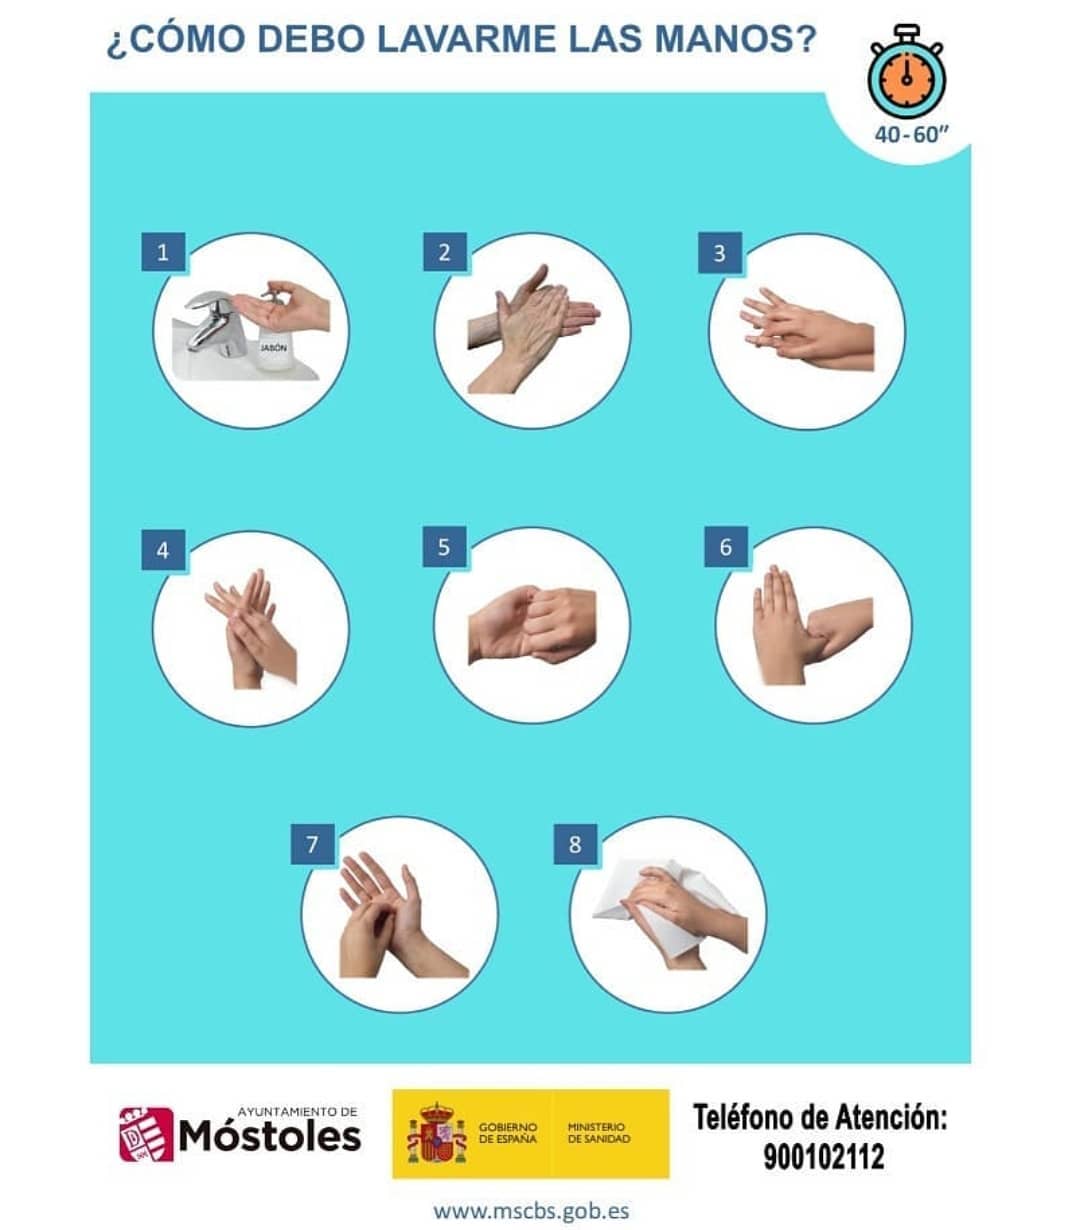 ¿CÓMO DEBO LAVARME LAS MANOS?
40-60”
1
2
3
JABÓN
4
5
6
7
8
AYUNTAMIENTO DE
Móstoles
GOBIERNO
DE ESPAÑA
MINISTERIO
DE SANIDAD
Teléfono de Atención:
900102112
www.mscbs.gob.es